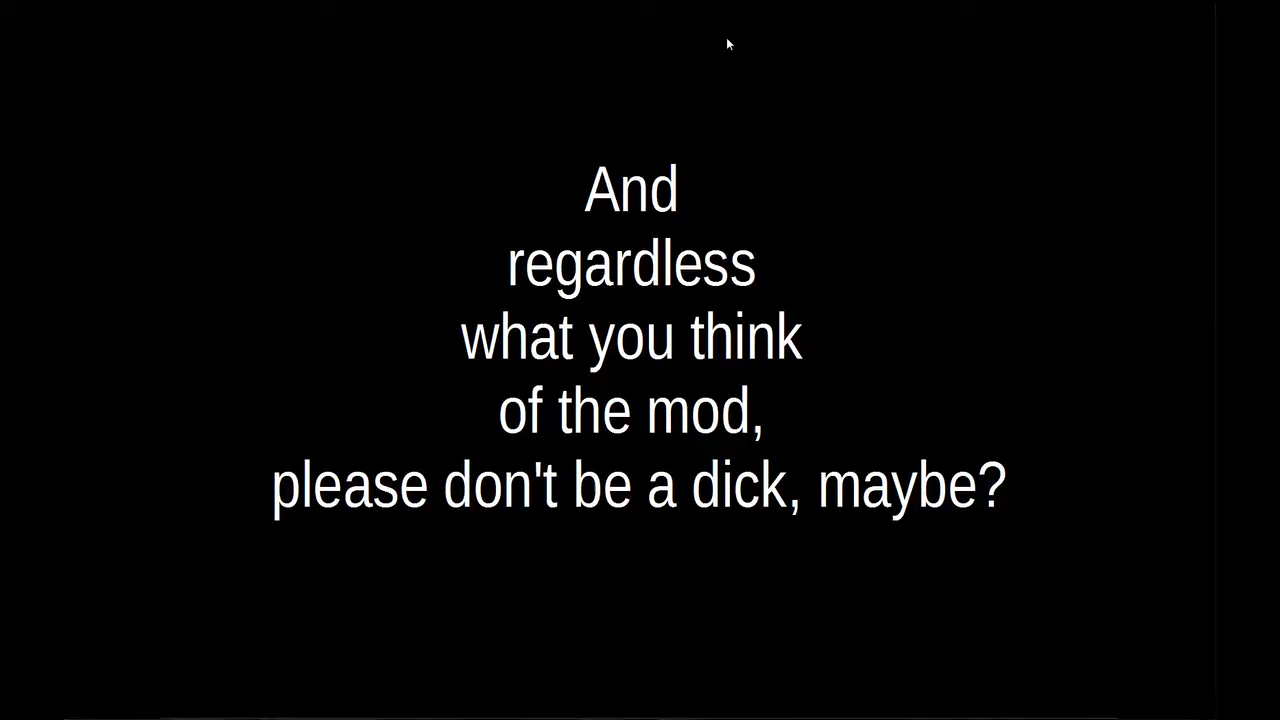 And
regardless
what you think
of the mod,
please don't be a dick, maybe?